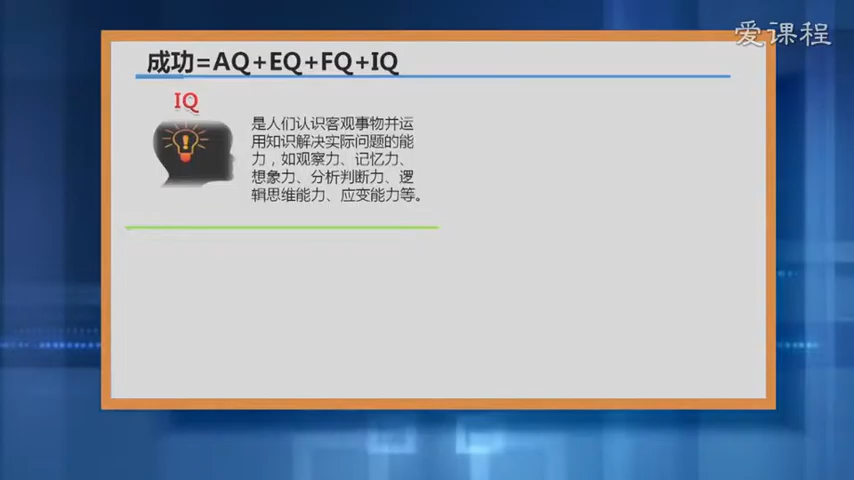 爱课程
成功=AQ+EQ+FQ+IQ
IQ
是人们认识客观事物并运
用知识解决实际问题的能
力，如观察力、记忆力、
想象力、分析判断力、逻
辑思维能力、应变能力等。